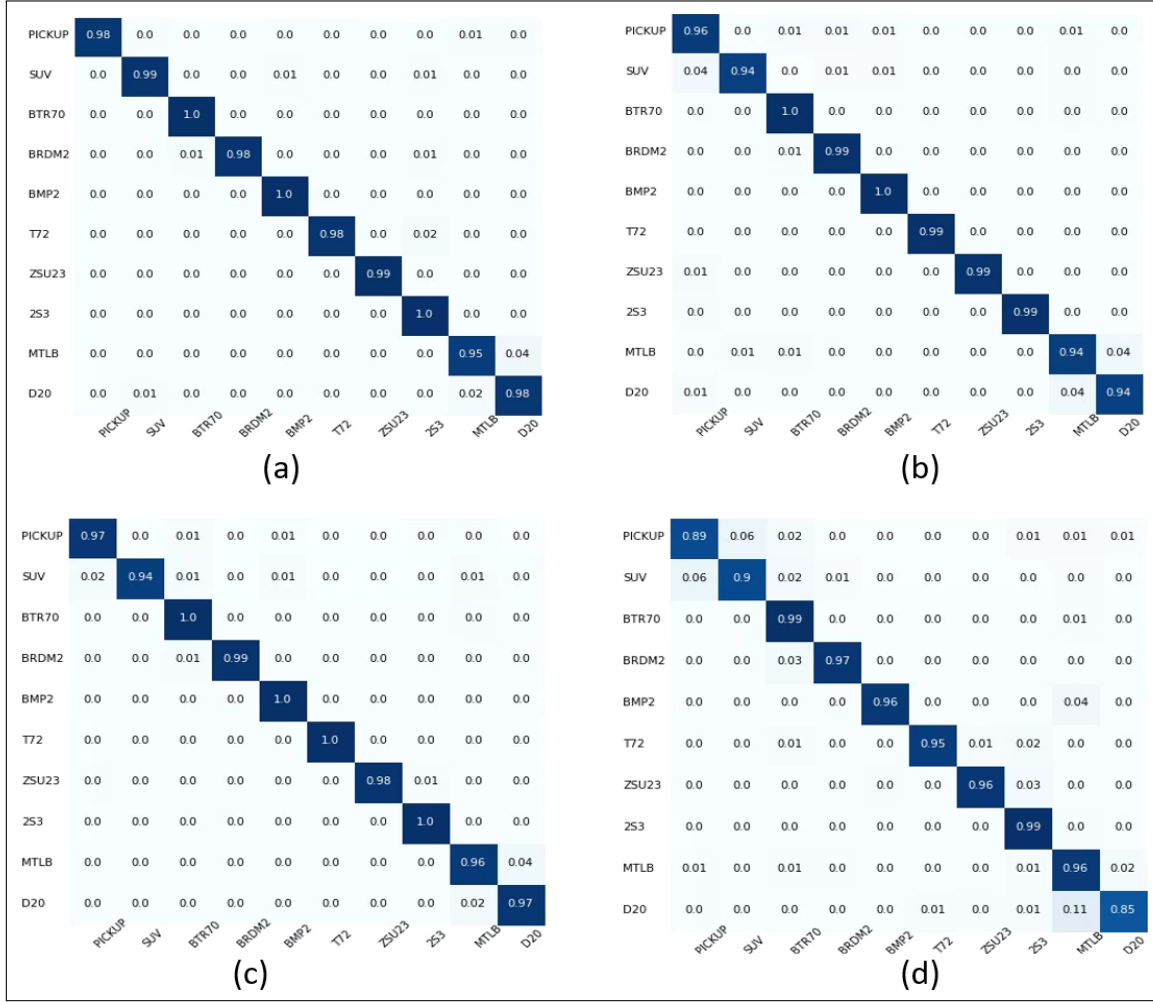 PICKUP 0.98 0.0 0.0 0.0 0.0 0.0 0.0 0.0 0.01 0.0
SUV 0.0 0.99 0.0 0.0 0.01 0.0 0.0 0.01 0.0 0.0
BTR70 0.0 0.0 1.0 0.0 0.0 0.0 0.0 0.0 0.0 0.0
BRDM2 0.0 0.0 0.01 0.98 0.0 0.0 0.0 0.01 0.0 0.0
BMP2 0.0 0.0 0.0 0.0 1.0 0.0 0.0 0.0 0.0 0.0
T72 0.0 0.0 0.0 0.0 0.0 0.98 0.0 0.02 0.0 0.0
ZSU23 0.0 0.0 0.0 0.0 0.0 0.0 0.99 0.0 0.0 0.0
2S3 0.0 0.0 0.0 0.0 0.0 0.0 0.0 1.0 0.0 0.0
MTLB 0.0 0.0 0.0 0.0 0.0 0.0 0.0 0.0 0.95 0.04
D20 0.0 0.01 0.0 0.0 0.0 0.0 0.0 0.0 0.02 0.98
PICKUP SUV BTR70 BRDM2 BMP2 T72 ZSU23 2S3 MTLB D20
(a)
PICKUP 0.96 0.0 0.01 0.01 0.01 0.0 0.0 0.0 0.01 0.0
SUV 0.04 0.94 0.0 0.01 0.01 0.0 0.0 0.0 0.0 0.0
BTR70 0.0 0.0 1.0 0.0 0.0 0.0 0.0 0.0 0.0 0.0
BRDM2 0.0 0.0 0.01 0.99 0.0 0.0 0.0 0.0 0.0 0.0
BMP2 0.0 0.0 0.0 0.0 1.0 0.0 0.0 0.0 0.0 0.0
T72 0.0 0.0 0.0 0.0 0.0 0.99 0.0 0.0 0.0 0.0
ZSU23 0.01 0.0 0.0 0.0 0.0 0.0 0.99 0.0 0.0 0.0
2S3 0.0 0.0 0.0 0.0 0.0 0.0 0.0 0.99 0.0 0.0
MTLB 0.0 0.01 0.01 0.0 0.0 0.0 0.0 0.0 0.94 0.04
D20 0.01 0.0 0.0 0.0 0.0 0.0 0.0 0.0 0.04 0.94
PICKUP SUV BTR70 BRDM2 BMP2 T72 ZSU23 2S3 MTLB D20
(b)
PICKUP 0.97 0.0 0.01 0.0 0.01 0.0 0.0 0.0 0.0 0.0
SUV 0.02 0.94 0.01 0.0 0.01 0.0 0.0 0.0 0.01 0.0
BTR70 0.0 0.0 1.0 0.0 0.0 0.0 0.0 0.0 0.0 0.0
BRDM2 0.0 0.0 0.01 0.99 0.0 0.0 0.0 0.0 0.0 0.0
BMP2 0.0 0.0 0.0 0.0 1.0 0.0 0.0 0.0 0.0 0.0
T72 0.0 0.0 0.0 0.0 0.0 1.0 0.0 0.0 0.0 0.0
ZSU23 0.0 0.0 0.0 0.0 0.0 0.0 0.98 0.01 0.0 0.0
2S3 0.0 0.0 0.0 0.0 0.0 0.0 0.0 1.0 0.0 0.0
MTLB 0.0 0.0 0.0 0.0 0.0 0.0 0.0 0.0 0.96 0.04
D20 0.0 0.0 0.0 0.0 0.0 0.0 0.0 0.0 0.02 0.97
PICKUP SUV BTR70 BRDM2 BMP2 T72 ZSU23 2S3 MTLB D20
(c)
PICKUP 0.89 0.06 0.02 0.0 0.0 0.0 0.0 0.01 0.01 0.01
SUV 0.06 0.9 0.02 0.01 0.0 0.0 0.0 0.0 0.0 0.0
BTR70 0.0 0.0 0.99 0.0 0.0 0.0 0.0 0.0 0.01 0.0
BRDM2 0.0 0.0 0.03 0.97 0.0 0.0 0.0 0.0 0.0 0.0
BMP2 0.0 0.0 0.0 0.0 0.96 0.0 0.0 0.0 0.04 0.0
T72 0.0 0.0 0.01 0.0 0.0 0.95 0.01 0.02 0.0 0.0
ZSU23 0.0 0.0 0.0 0.0 0.0 0.0 0.96 0.03 0.0 0.0
2S3 0.0 0.0 0.0 0.0 0.0 0.0 0.0 0.99 0.0 0.0
MTLB 0.01 0.0 0.01 0.0 0.0 0.0 0.0 0.01 0.96 0.02
D20 0.0 0.0 0.0 0.0 0.0 0.01 0.0 0.01 0.11 0.85
PICKUP SUV BTR70 BRDM2 BMP2 T72 ZSU23 2S3 MTLB D20
(d)